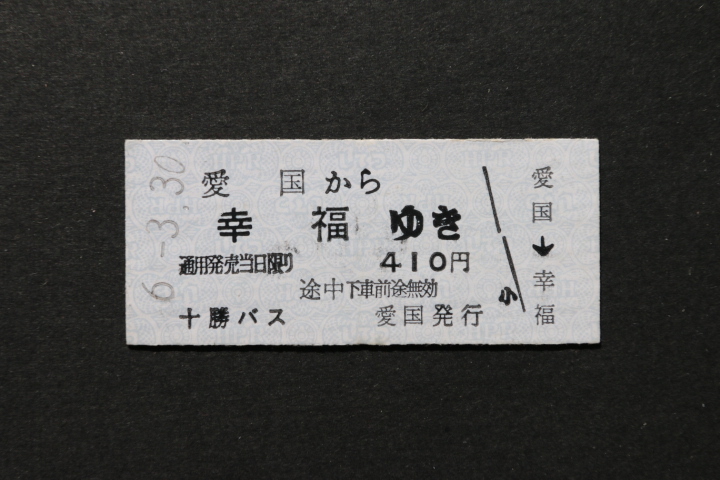 6.-3.30
愛国から
幸福ゆき
通用発売当日限り 410円
途中下車前途無効
十勝バス 愛国発行
小
愛国
↓
幸福